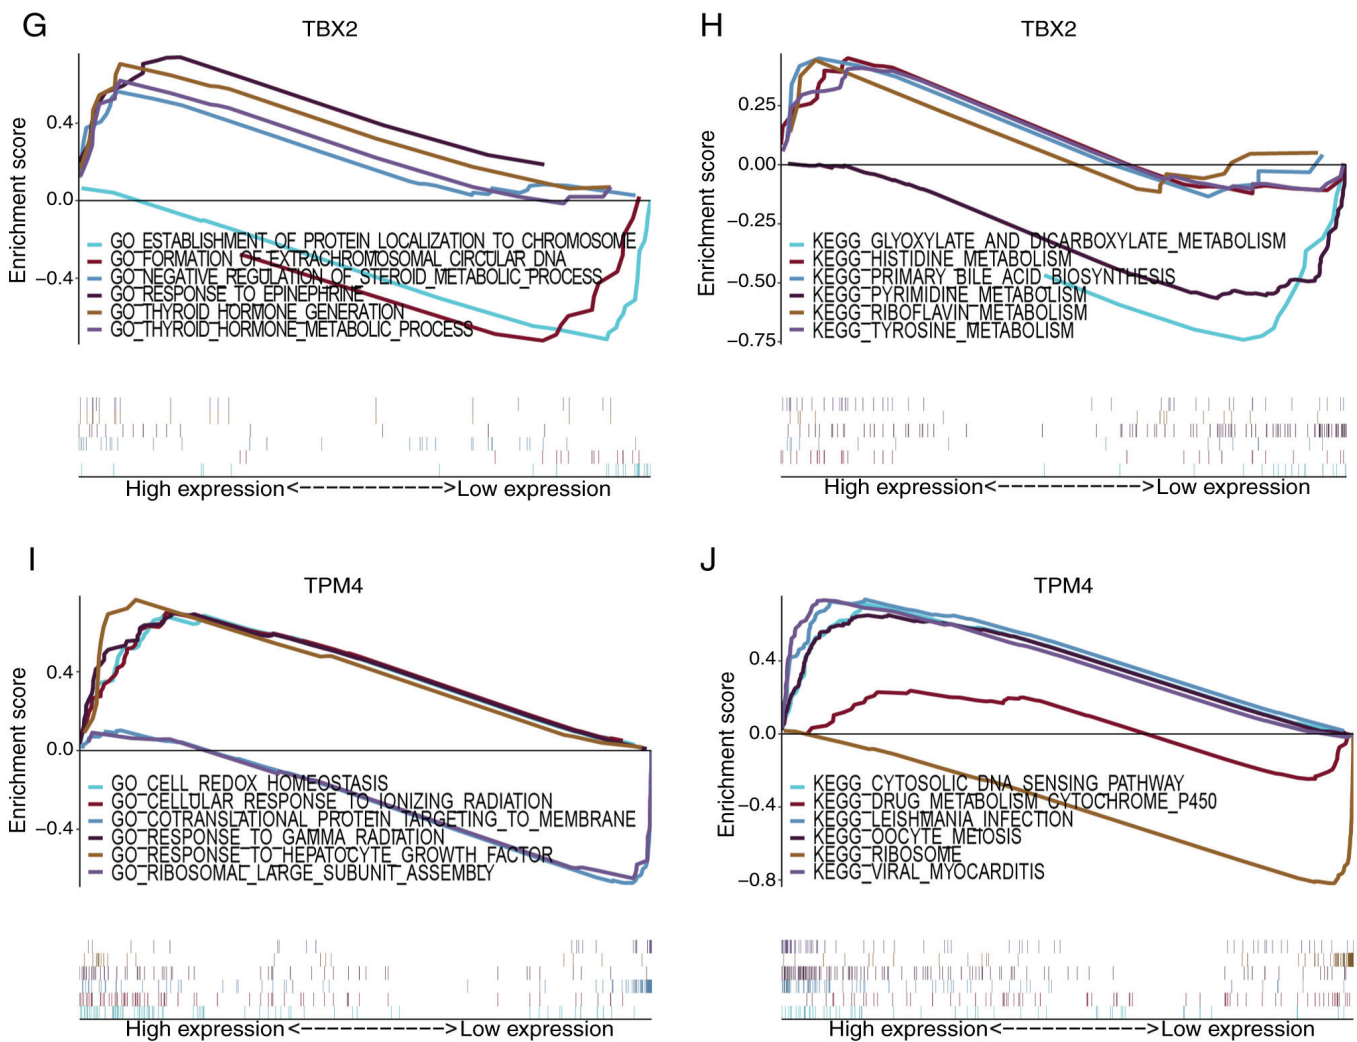 G
TBX2
Enrichment score
0.4
0.0
−0.4
GO_ESTABLISHMENT_OF_PROTEIN_LOCALIZATION_TO_CHROMOSOME
GO_FORMATION_OF_EXTRACHROMOSOMAL_CIRCULAR_DNA
GO_NEGATIVE_REGULATION_OF_STEROID_METABOLIC_PROCESS
GO_RESPONSE_TO_EPINEPHRINE
GO_THYROID_HORMONE_GENERATION
GO_THYROID_HORMONE_METABOLIC_PROCESS
High expression<------------>Low expression
H
TBX2
Enrichment score
0.25
0.00
−0.25
−0.50
−0.75
KEGG_GLYOXYLATE_AND_DICARBOXYLATE_METABOLISM
KEGG_HISTIDINE_METABOLISM
KEGG_PRIMARY_BILE_ACID_BIOSYNTHESIS
KEGG_PYRIMIDINE_METABOLISM
KEGG_RIBOFLAVIN_METABOLISM
KEGG_TYROSINE_METABOLISM
High expression<------------>Low expression
I
TPM4
Enrichment score
0.4
0.0
−0.4
GO_CELL_REDOX_HOMEOSTASIS
GO_CELLULAR_RESPONSE_TO_IONIZING_RADIATION
GO_COTRANSLATIONAL_PROTEIN_TARGETING_TO_MEMBRANE
GO_RESPONSE_TO_GAMMA_RADIATION
GO_RESPONSE_TO_HEPATOCYTE_GROWTH_FACTOR
GO_RIBOSOMAL_LARGE_SUBUNIT_ASSEMBLY
High expression<------------>Low expression
J
TPM4
Enrichment score
0.4
0.0
−0.4
−0.8
KEGG_CYTOSOLIC_DNA_SENSING_PATHWAY
KEGG_DRUG_METABOLISM_CYTOCHROME_P450
KEGG_LEISHMANIA_INFECTION
KEGG_OOCYTE_MEIOSIS
KEGG_RIBOSOME
KEGG_VIRAL_MYOCARDITIS
High expression<------------>Low expression